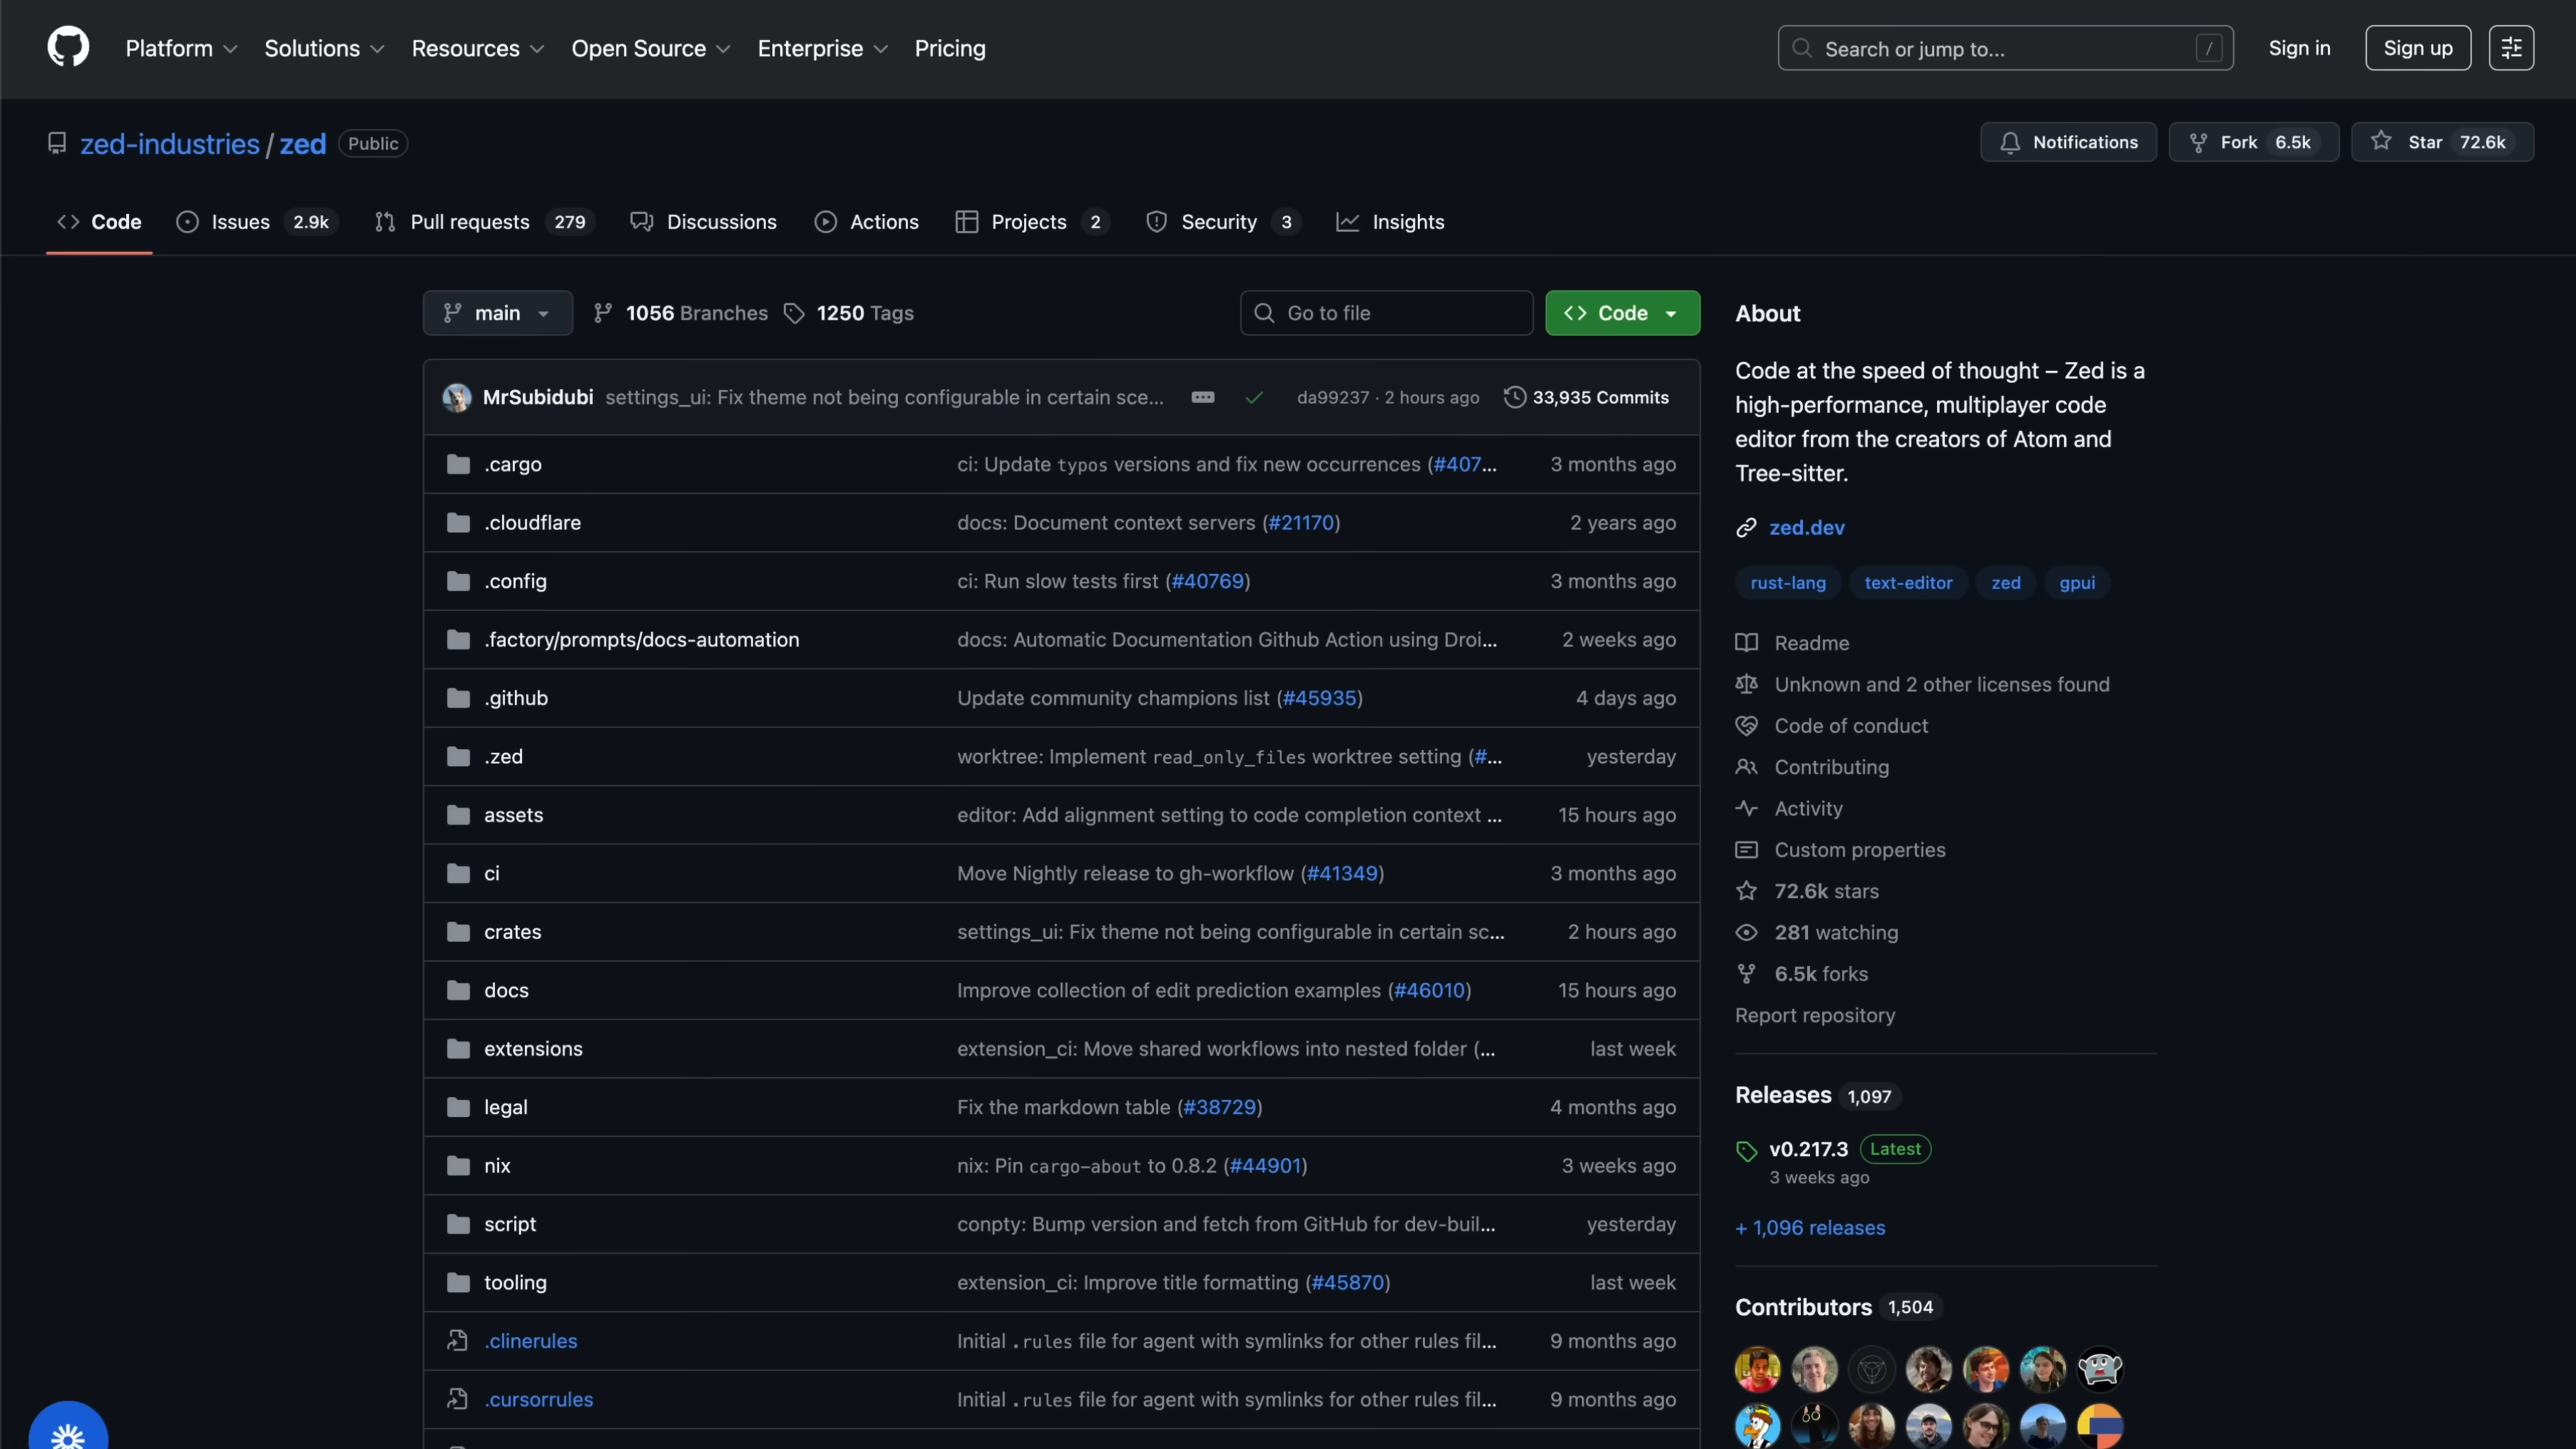 Platform Solutions Resources Open Source Enterprise Pricing Search or jump to... / Sign in Sign up
zed-industries / zed Public Notifications Fork 6.5k Star 72.6k
Code Issues 2.9k Pull requests 279 Discussions Actions Projects 2 Security 3 Insights
main 1056 Branches 1250 Tags Go to file Code
MrSubidubi settings_ui: Fix theme not being configurable in certain sce... da99237 · 2 hours ago 33,935 Commits
.cargo ci: Update typos versions and fix new occurrences (#407... 3 months ago
.cloudflare docs: Document context servers (#21170) 2 years ago
.config ci: Run slow tests first (#40769) 3 months ago
.factory/prompts/docs-automation docs: Automatic Documentation Github Action using Droi... 2 weeks ago
.github Update community champions list (#45935) 4 days ago
.zed worktree: Implement read_only_files worktree setting (#... yesterday
assets editor: Add alignment setting to code completion context ... 15 hours ago
ci Move Nightly release to gh-workflow (#41349) 3 months ago
crates settings_ui: Fix theme not being configurable in certain sc... 2 hours ago
docs Improve collection of edit prediction examples (#46010) 15 hours ago
extensions extension_ci: Move shared workflows into nested folder (... last week
legal Fix the markdown table (#38729) 4 months ago
nix nix: Pin cargo-about to 0.8.2 (#44901) 3 weeks ago
script conpty: Bump version and fetch from GitHub for dev-buil... yesterday
tooling extension_ci: Improve title formatting (#45870) last week
.clinerules Initial .rules file for agent with symlinks for other rules fil... 9 months ago
.cursorrules Initial .rules file for agent with symlinks for other rules fil... 9 months ago
About
Code at the speed of thought – Zed is a
high-performance, multiplayer code
editor from the creators of Atom and
Tree-sitter.
zed.dev
rust-lang text-editor zed gpui
Readme
Unknown and 2 other licenses found
Code of conduct
Contributing
Activity
Custom properties
72.6k stars
281 watching
6.5k forks
Report repository
Releases 1,097
v0.217.3 Latest
3 weeks ago
+ 1,096 releases
Contributors 1,504